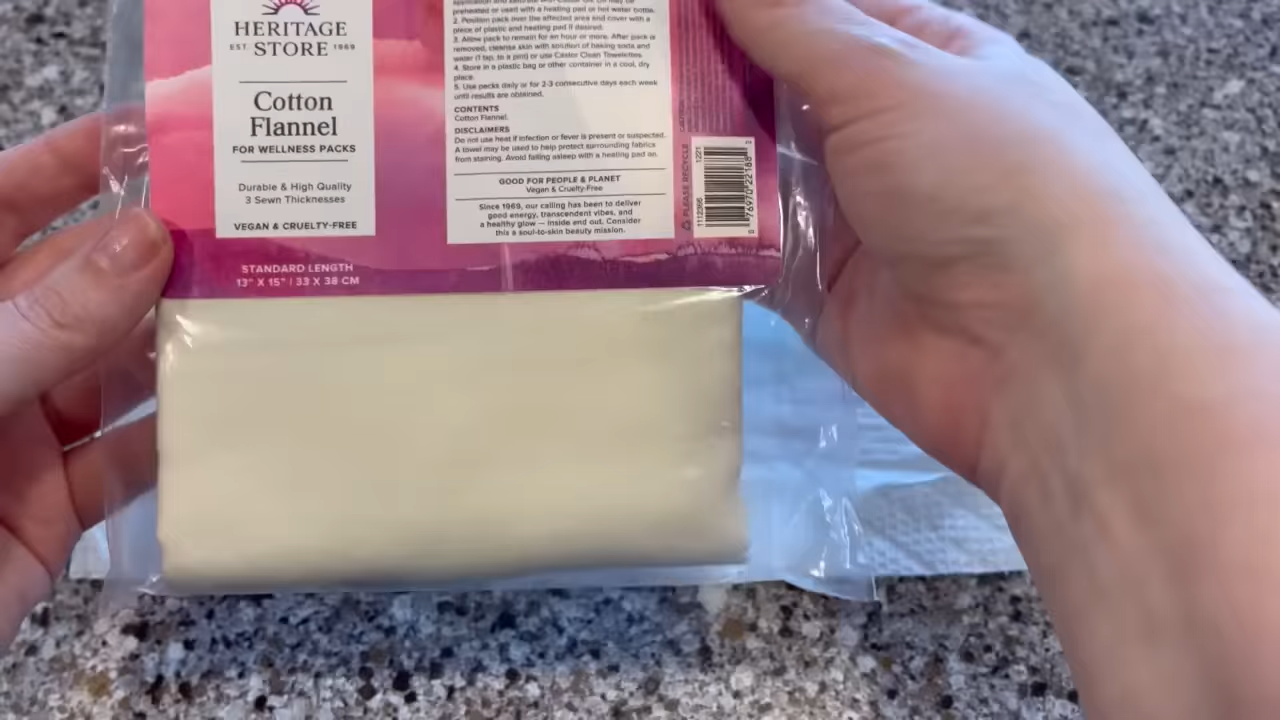 HERITAGE
EST. STORE 1969
Cotton
Flannel
FOR WELLNESS PACKS
Durable & High Quality
3 Sewn Thicknesses
VEGAN & CRUELTY-FREE
STANDARD LENGTH
13" X 15" | 33 X 38 CM
preheated or used with a heating pad or hot water bottle.
2. Position pack over the affected area and cover with a
piece of plastic and heating pad if desired.
3. Allow pack to remain for an hour or more. After pack is
removed, cleanse skin with solution of baking soda and
water (1 tsp. to a pint) or use Castor Clean Towelettes.
4. Store in a plastic bag or other container in a cool, dry
place.
5. Use packs daily or for 2-3 consecutive days each week
until results are obtained.
CONTENTS
Cotton Flannel.
DISCLAIMERS
Do not use heat if infection or fever is present or suspected.
A towel may be used to help protect surrounding fabrics
from staining. Avoid falling asleep with a heating pad on.
GOOD FOR PEOPLE & PLANET
Vegan & Cruelty-Free
Since 1969, our calling has been to deliver
good energy, transcendent vibes, and
a healthy glow — inside and out. Consider
this a soul-to-skin beauty mission.
PLEASE RECYCLE
1221